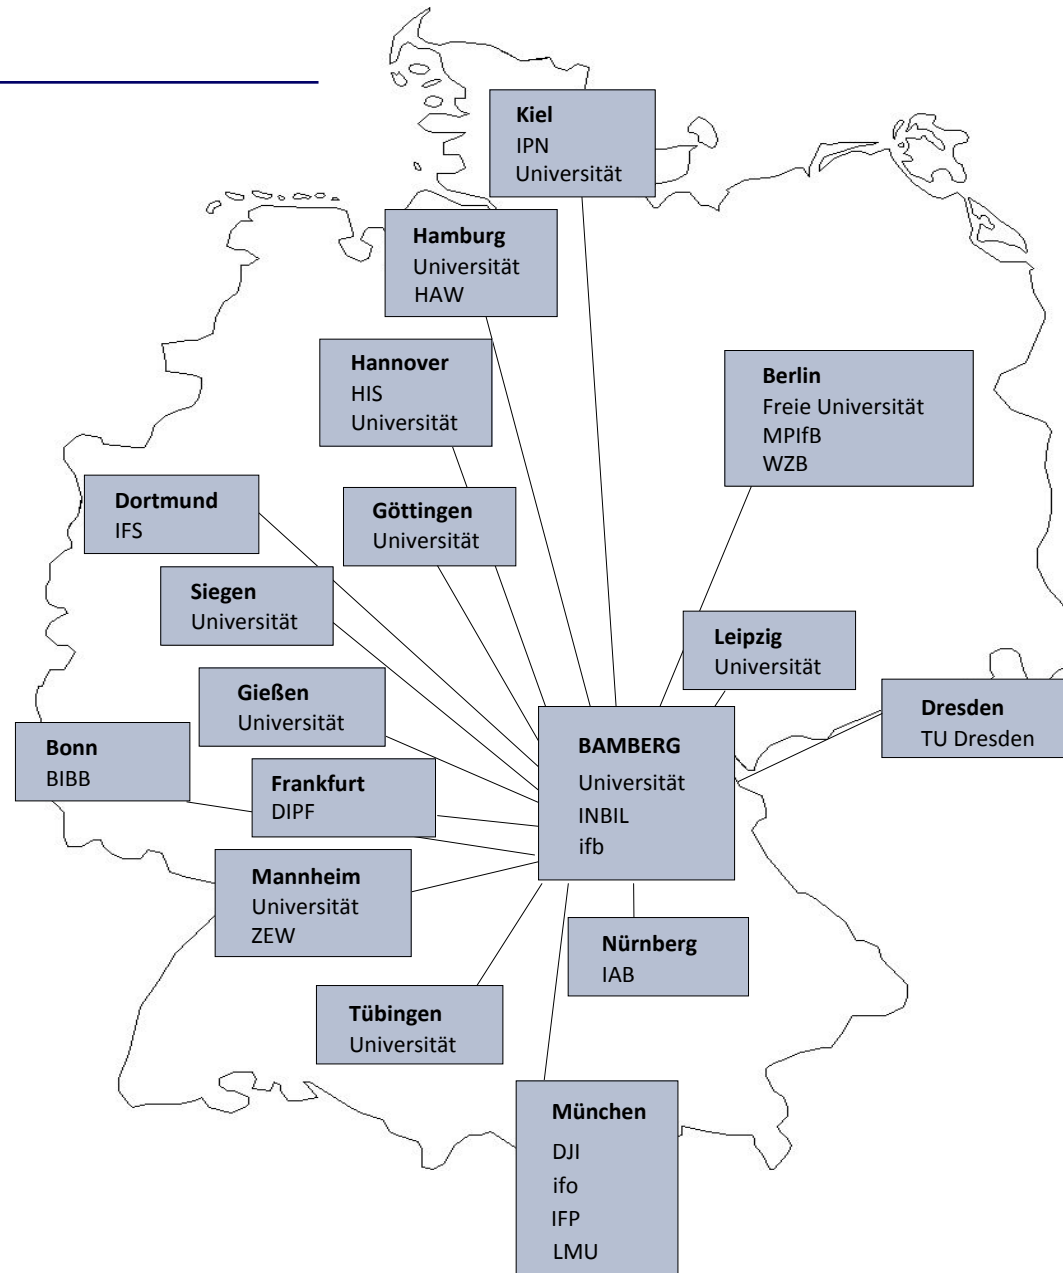 Kiel
IPN
Universität
Hamburg
Universität
HAW
Hannover
HIS
Universität
Berlin
Freie Universität
MPIfB
WZB
Dortmund
IFS
Göttingen
Universität
Siegen
Universität
Leipzig
Universität
Gießen
Universität
Dresden
TU Dresden
Bonn
BIBB
BAMBERG
Universität
INBIL
ifb
Frankfurt
DIPF
Mannheim
Universität
ZEW
Nürnberg
IAB
Tübingen
Universität
München
DJI
ifo
IFP
LMU